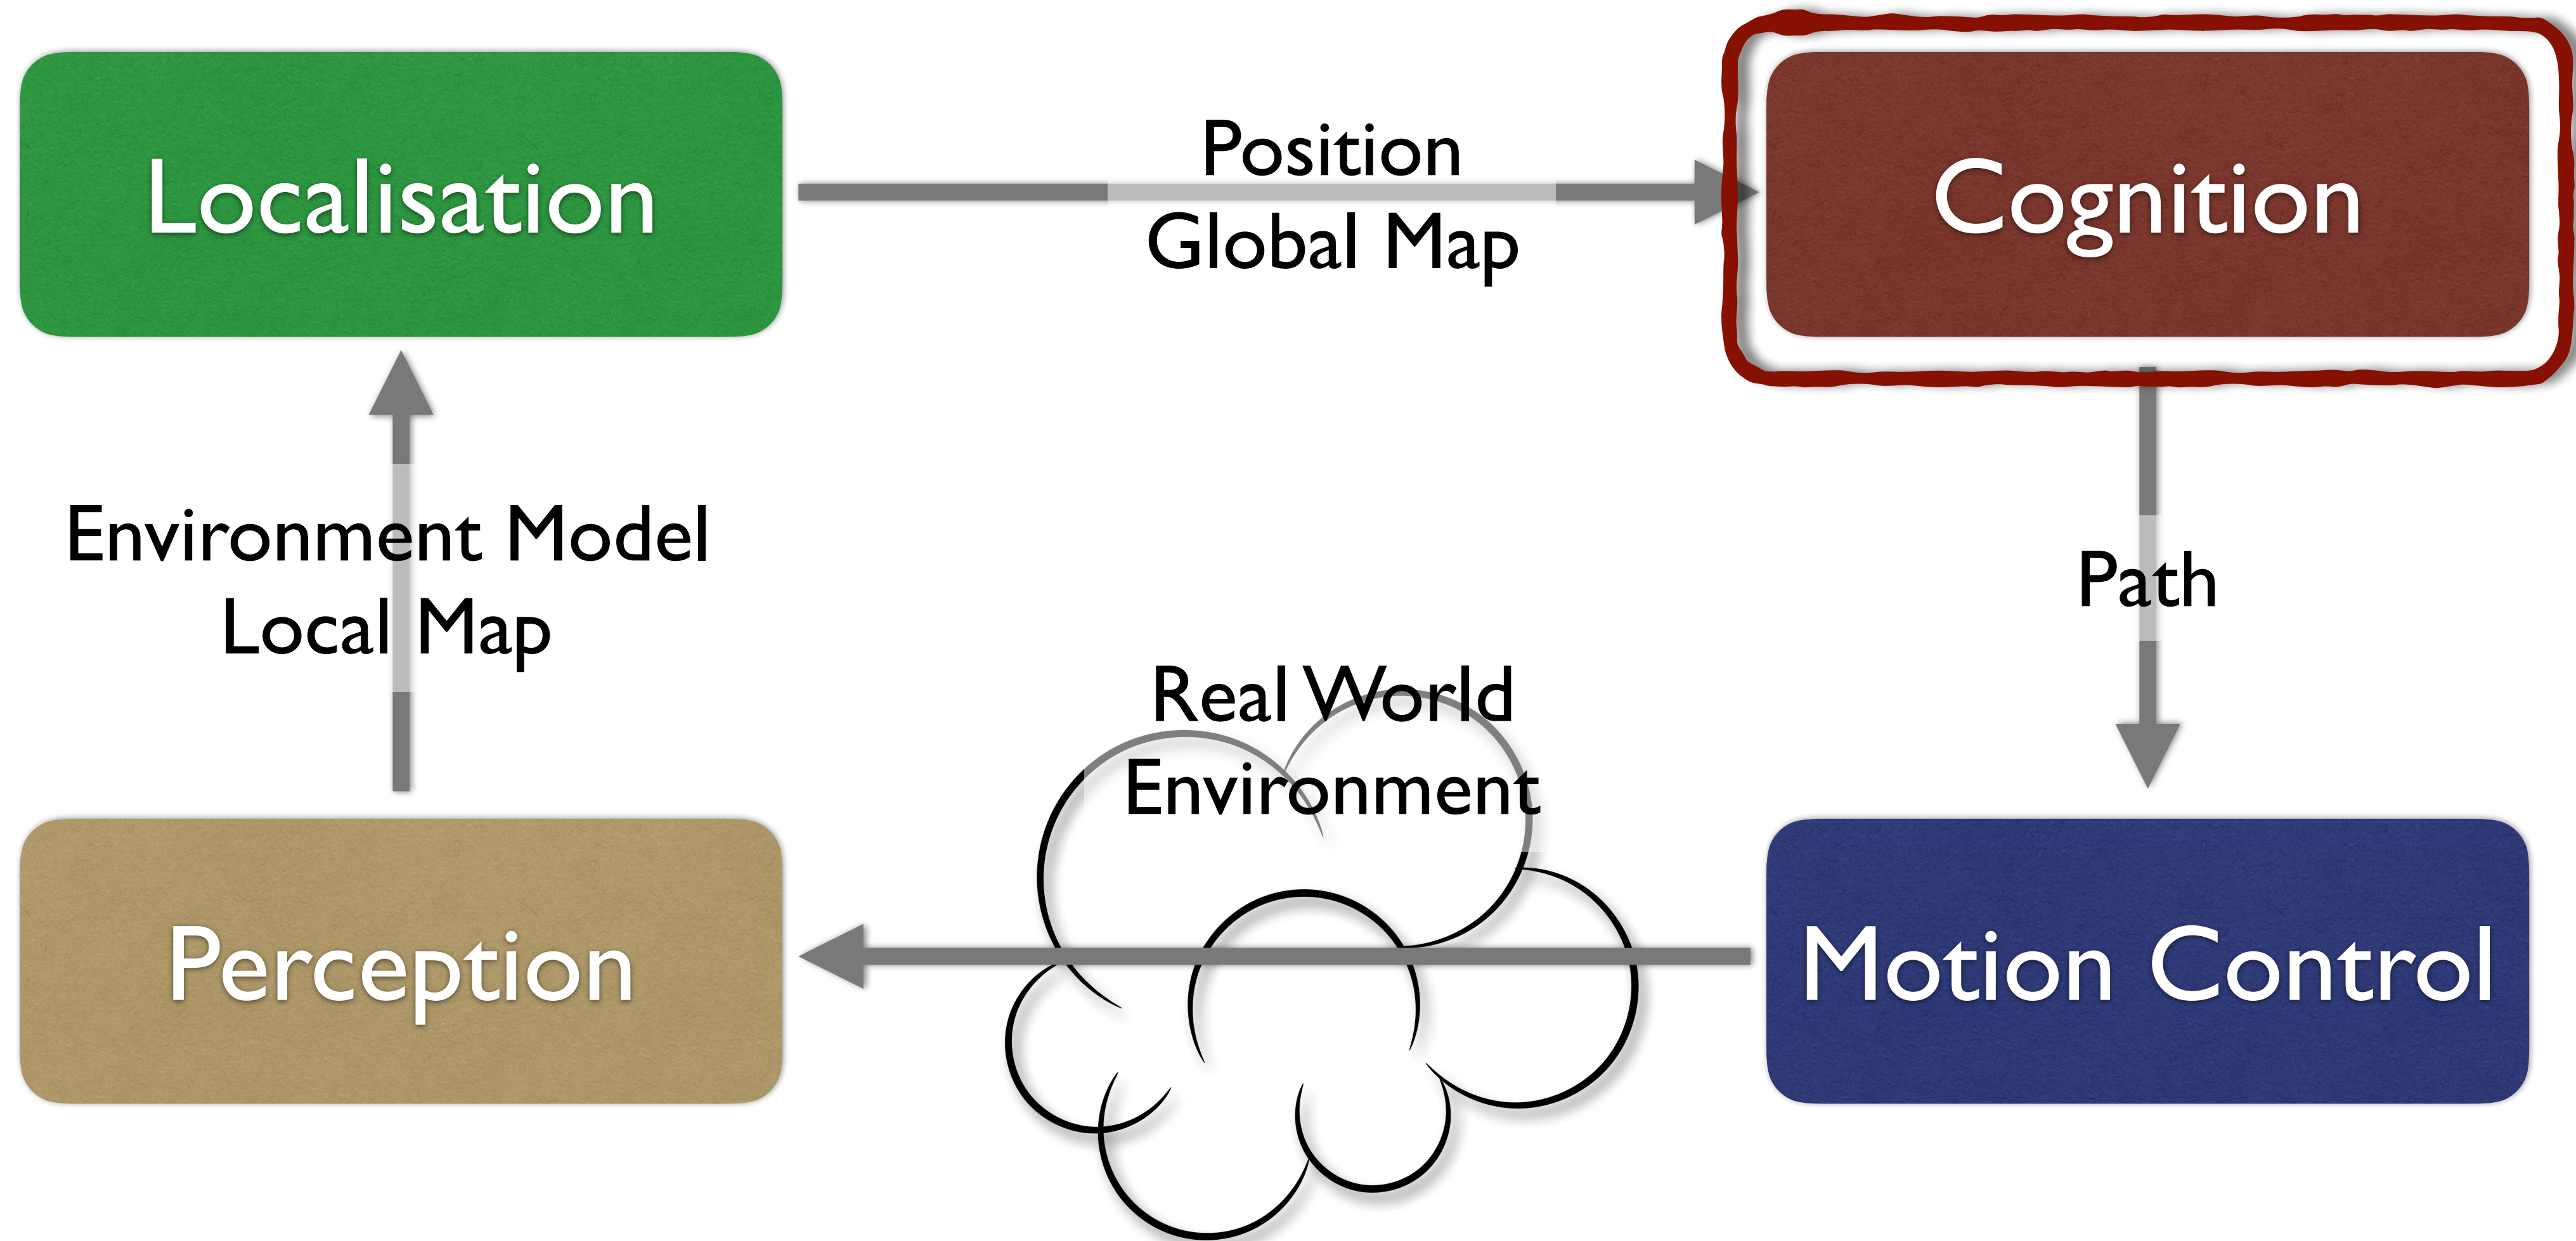 Localisation
Position
Global Map
Cognition
Environment Model
Local Map
Path
Real World
Environment
Perception
Motion Control